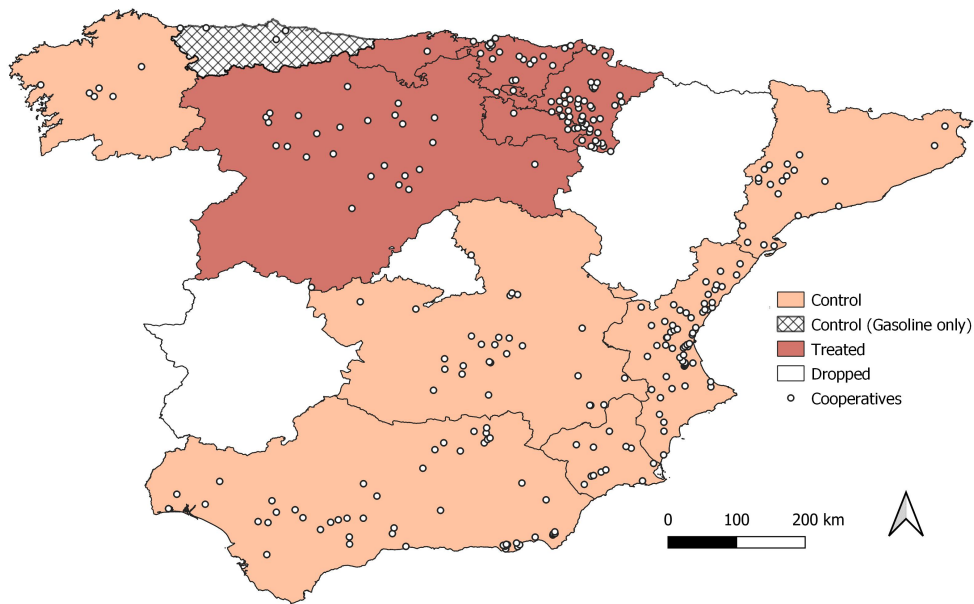 Control
Control (Gasoline only)
Treated
Dropped
Cooperatives
0 100 200 km